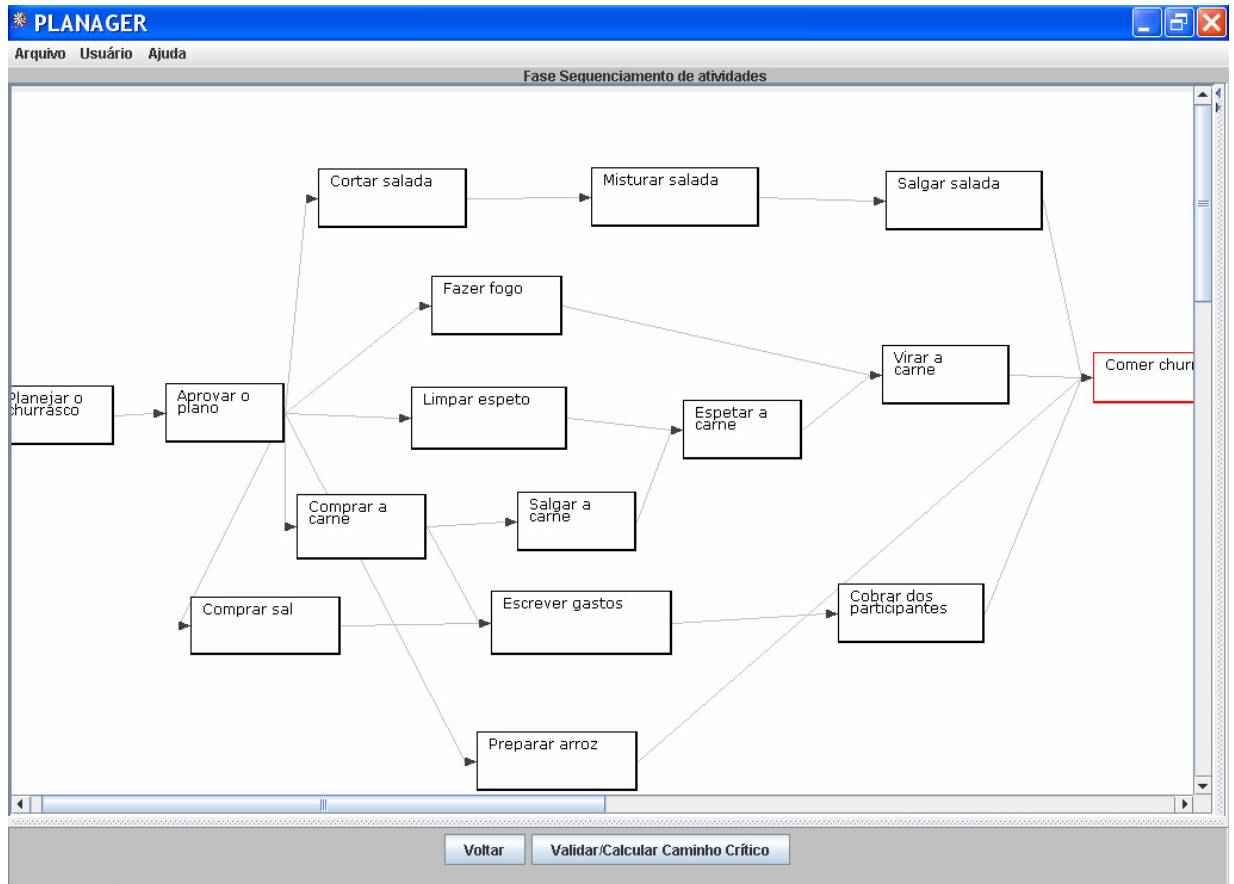 PLANAGER
Arquivo Usuário Ajuda
Fase Sequenciamento de atividades
Cortar salada
Misturar salada
Salgar salada
Fazer fogo
Virar a
carne
Comer chur
Planejar o
churrasco
Aprovar o
plano
Limpar espeto
Espetar a
carne
Comprar a
carne
Salgar a
carne
Comprar sal
Escrever gastos
Cobrar dos
participantes
Preparar arroz
Voltar
Validar/Calcular Caminho Crítico